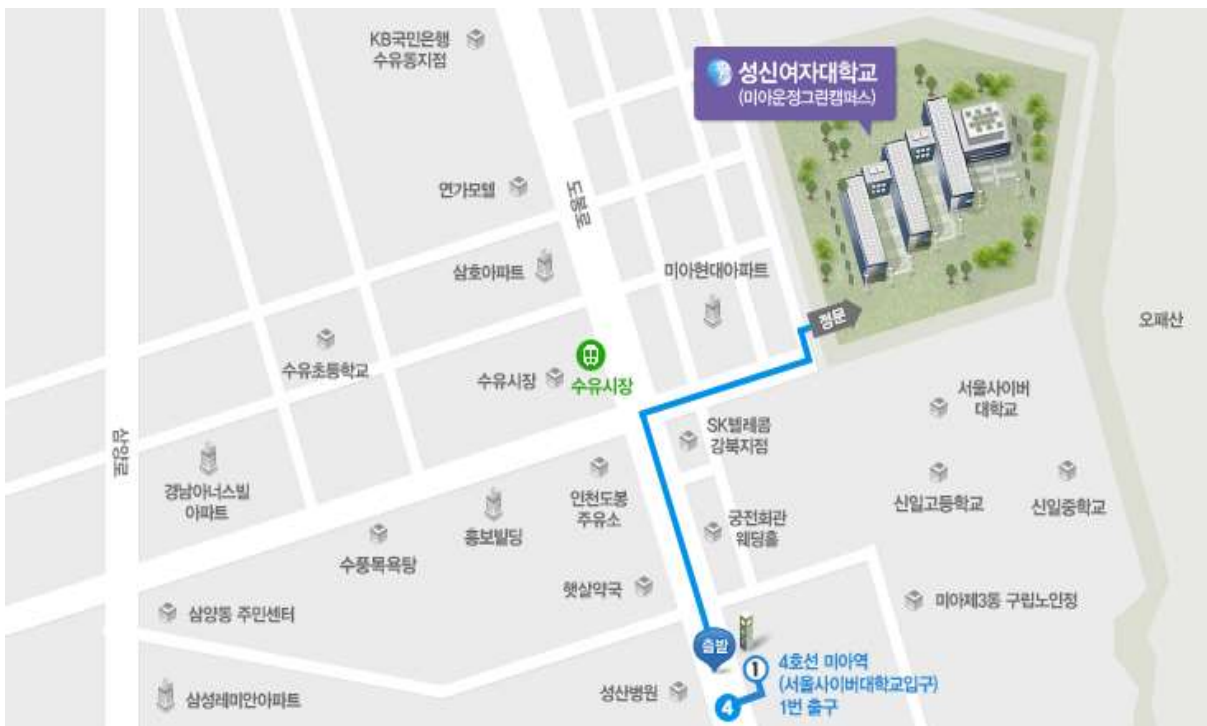 KB국민은행
수유동지점
성신여자대학교
(미아운정그린캠퍼스)
연가모텔
도봉로
삼호아파트
미아현대아파트
정문
오패산
수유초등학교
수유시장
수유시장
서울사이버
대학교
SK텔레콤
강북지점
삼양로
경남아너스빌
아파트
인천도봉
주유소
신일고등학교
신일중학교
홍보빌딩
궁전회관
웨딩홀
수풍목욕탕
햇살약국
미아제3동 구립노인정
삼양동 주민센터
출발
1
4호선 미아역
(서울사이버대학교입구)
1번 출구
삼성레미안아파트
성산병원
4